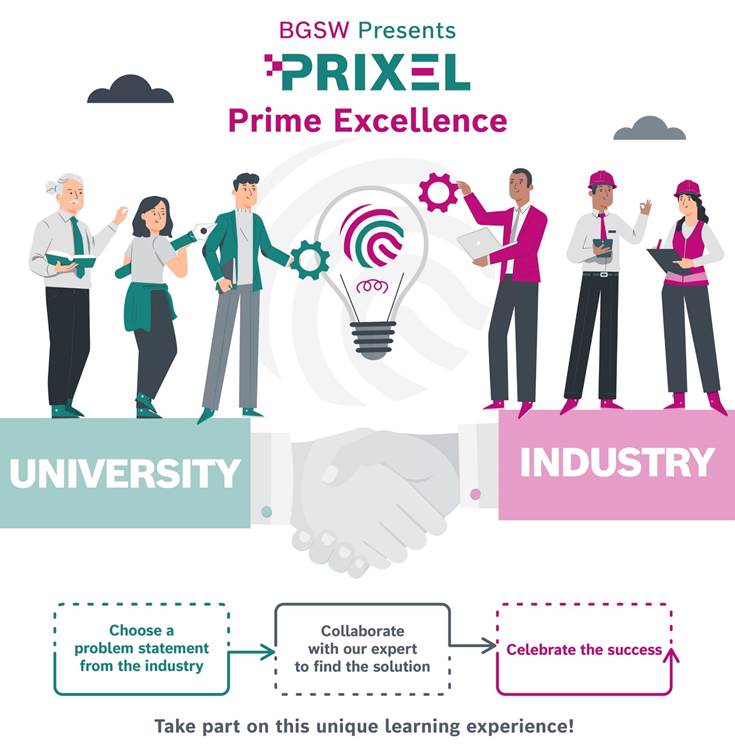 BGSW Presents
PRIXEL
Prime Excellence
UNIVERSITY
INDUSTRY
Choose a
problem statement
from the industry
Collaborate
with our expert
to find the solution
Celebrate the success
Take part on this unique learning experience!